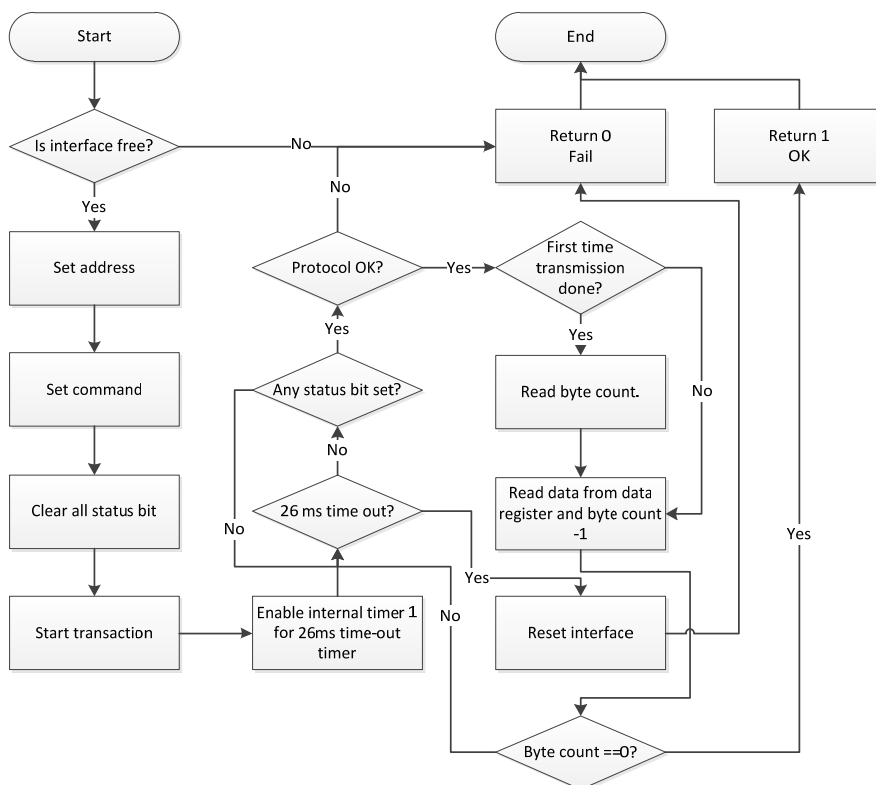 Start
End
Is interface free?
No
Return 0
Fail
Return 1
OK
Yes
No
Set address
Protocol OK?
Yes
First time
transmission
done?
Yes
Yes
Set command
Any status bit set?
Read byte count.
No
No
Clear all status bit
26 ms time out?
Read data from data
register and byte count
-1
No
Yes
Yes
Start transaction
Enable internal timer 1
for 26ms time-out
timer
No
Reset interface
Byte count ==0?